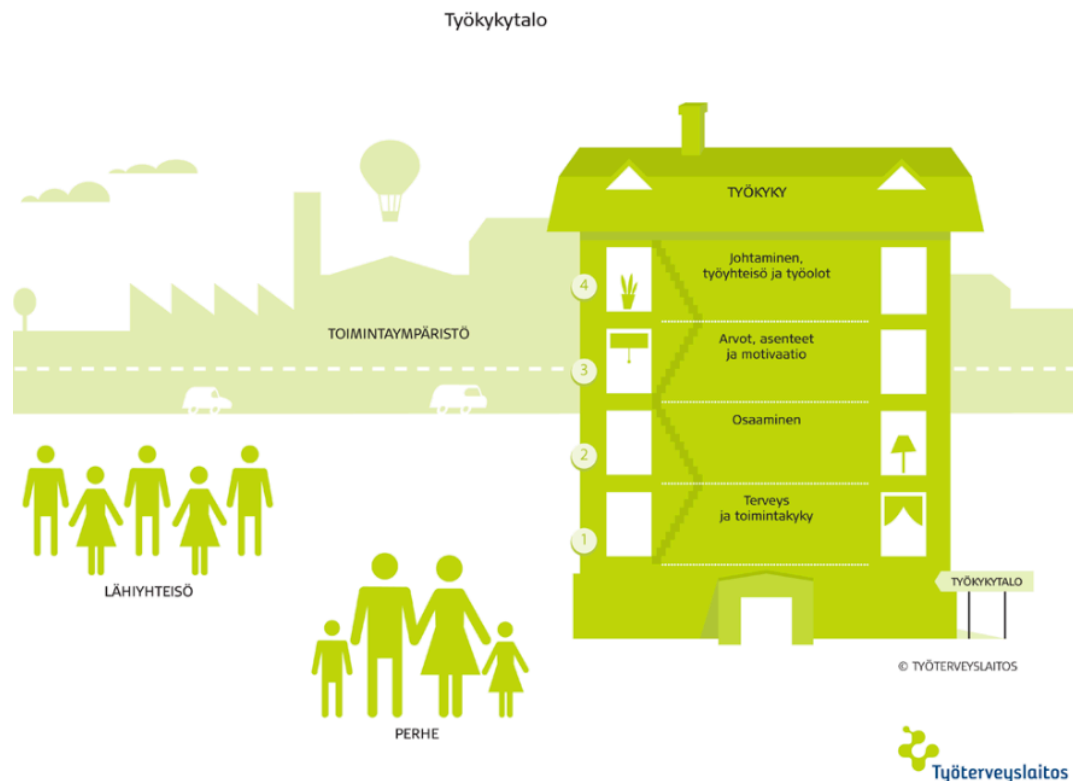 Työkykytalo
TYÖKYKY
4
Johtaminen,
työyhteisö ja työolot
TOIMINTAYMPÄRISTÖ
3
Arvot, asenteet
ja motivaatio
2
Osaaminen
1
Terveys
ja toimintakyky
LÄHIYHTEISÖ
PERHE
TYÖKYKYTALO
© TYÖTERVEYSLAITOS
Työterveyslaitos